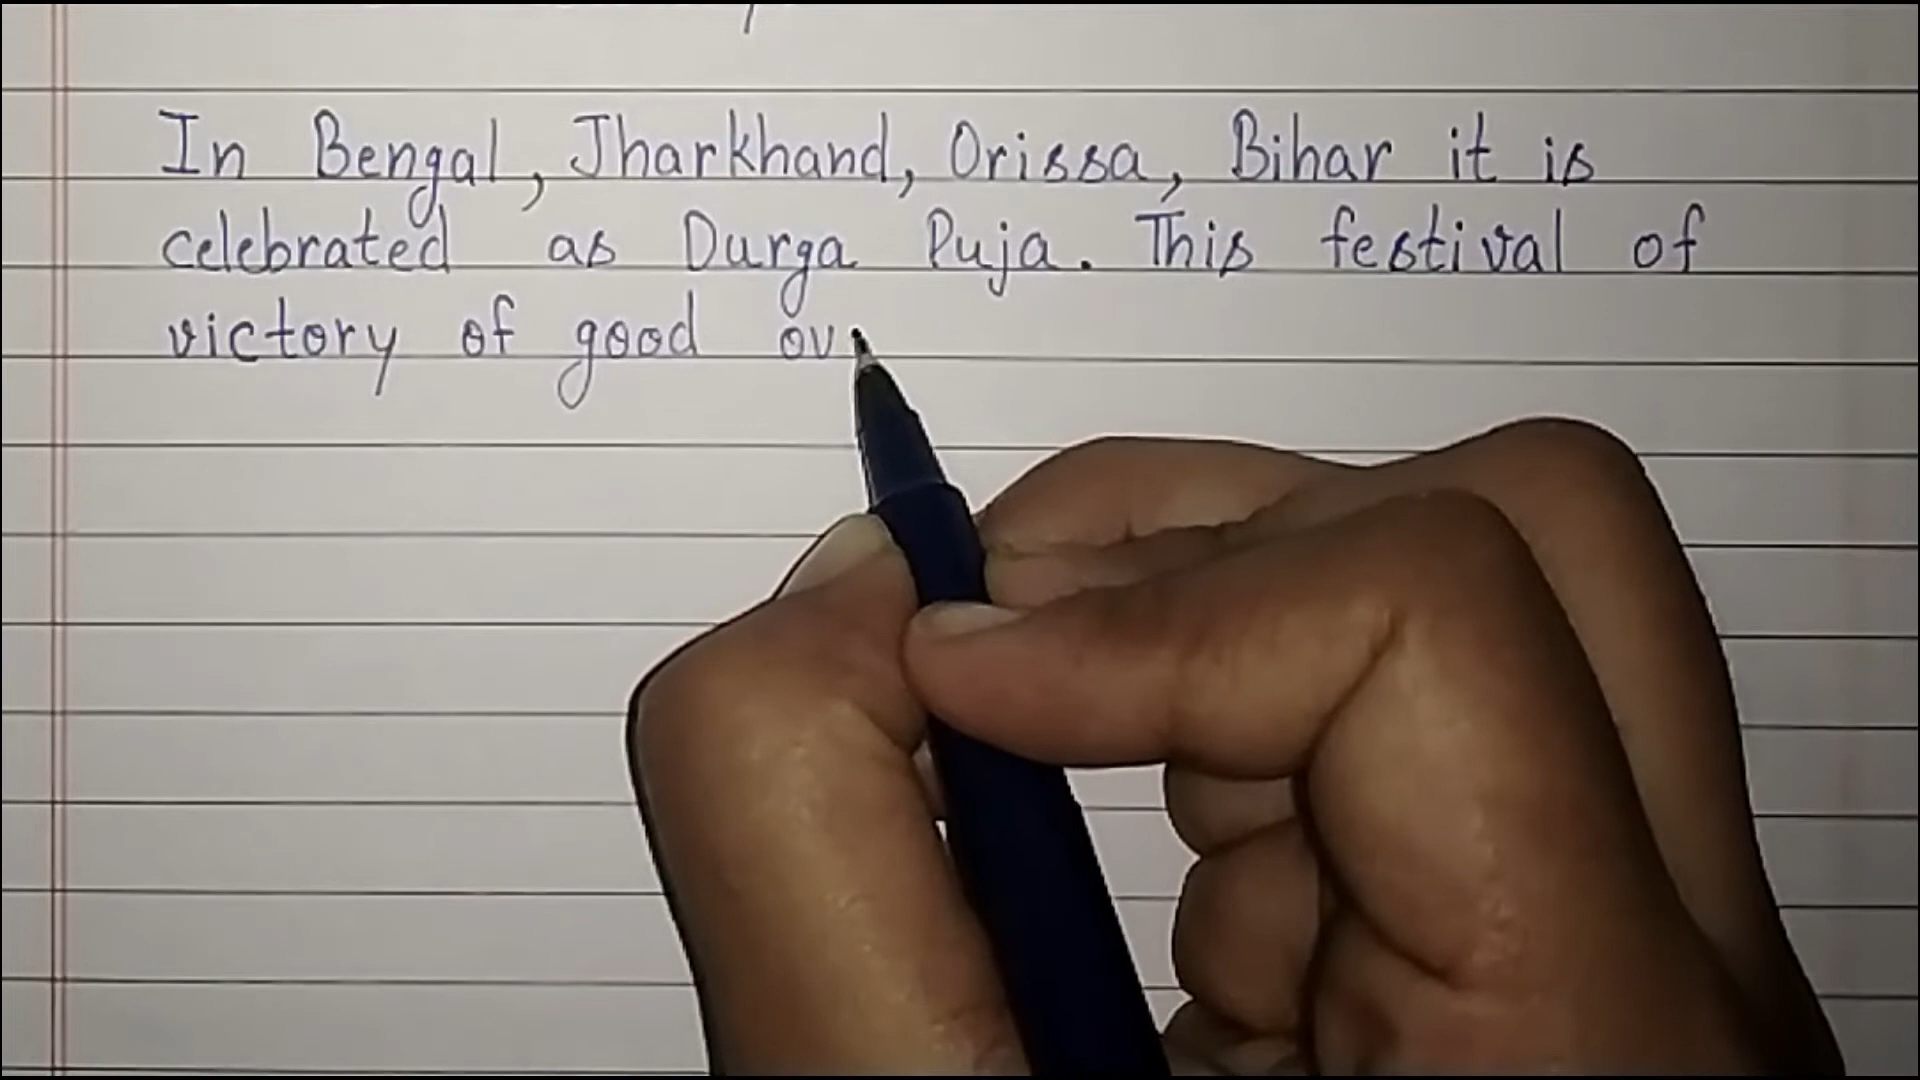 In Bengal, Jharkhand, Orissa, Bihar it is
celebrated as Durga Puja. This festival of
victory of good ov